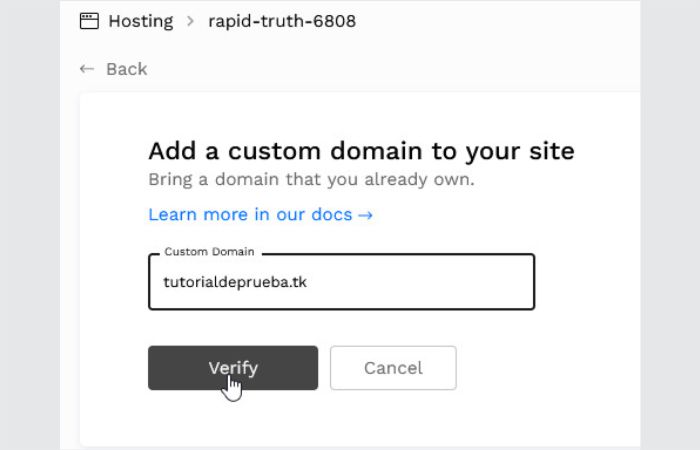 Hosting > rapid-truth-6808
← Back
Add a custom domain to your site
Bring a domain that you already own.
Learn more in our docs →
Custom Domain
tutorialdeprueba.tk
Verify Cancel